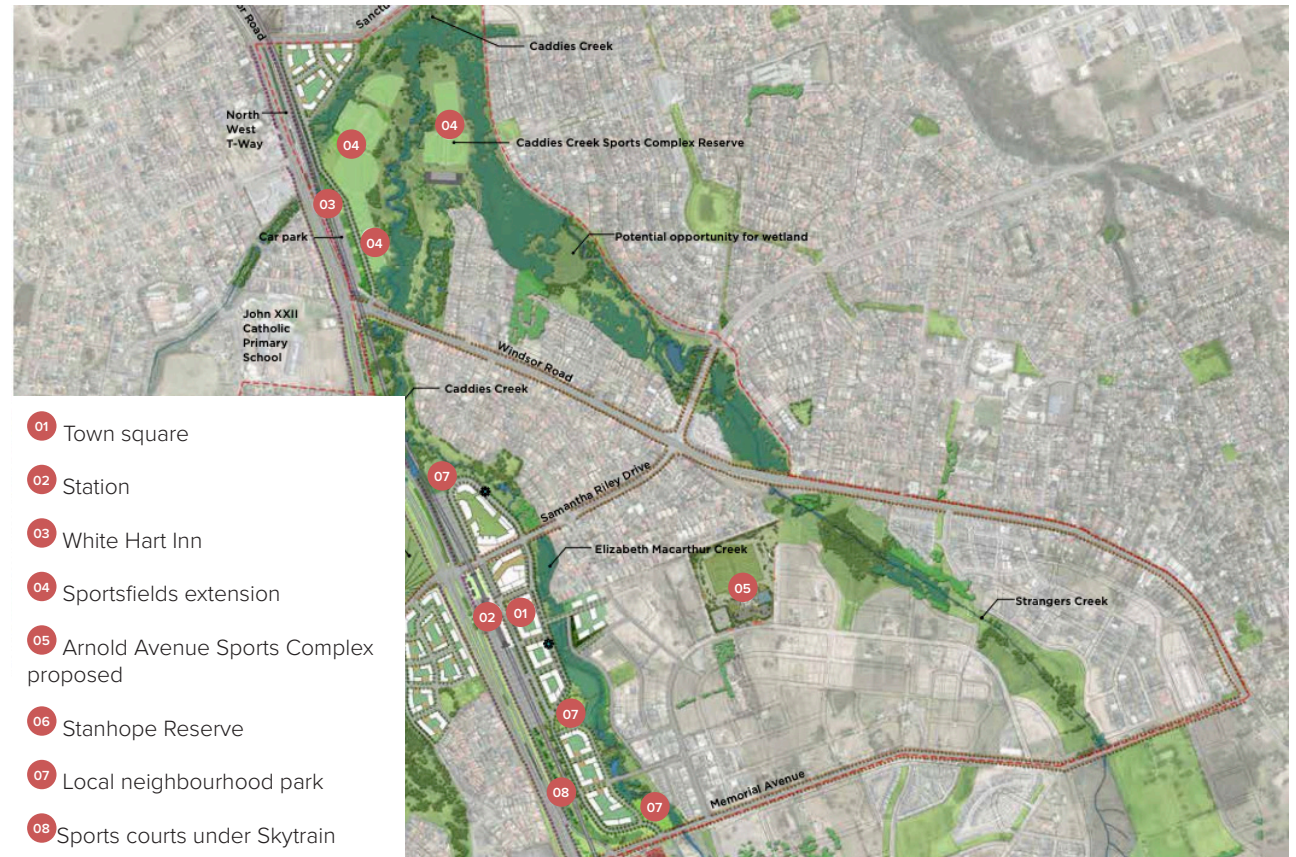 or Road
Sanctu
Caddies Creek
North
West
T-Way
04
04
Caddies Creek Sports Complex Reserve
03
Car park
04
Potential opportunity for wetland
John XXII
Catholic
Primary
School
Windsor Road
Caddies Creek
07
Samantha Riley Drive
Elizabeth Macarthur Creek
05
Strangers Creek
02
01
07
08
07
Memorial Avenue
01 Town square
02 Station
03 White Hart Inn
04 Sportsfields extension
05 Arnold Avenue Sports Complex
proposed
06 Stanhope Reserve
07 Local neighbourhood park
08 Sports courts under Skytrain